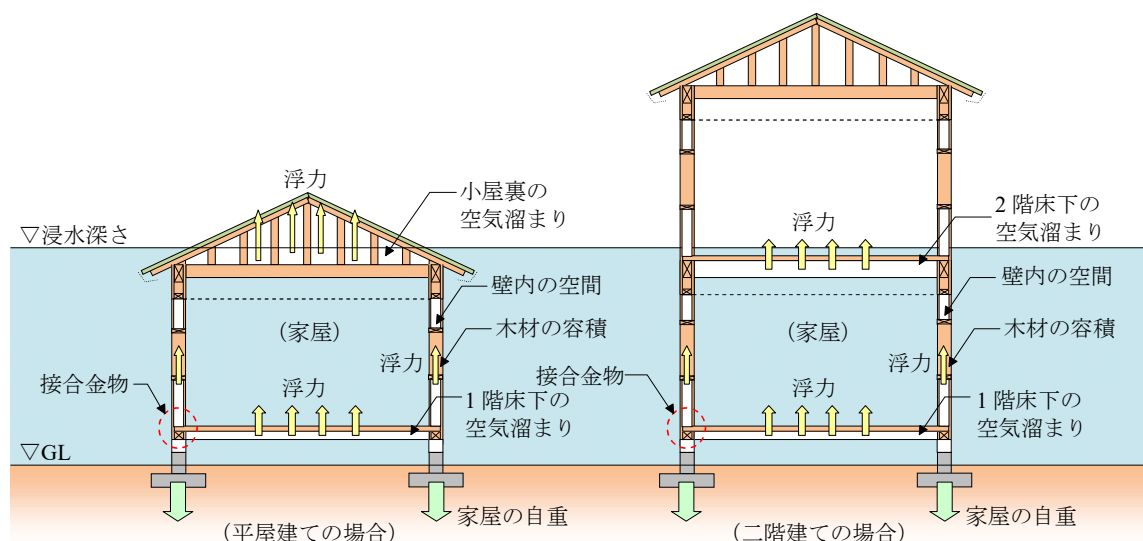 浮力
小屋裏の
空気溜まり
▽浸水深さ
壁内の空間
(家屋)
木材の容積
浮力
接合金物
浮力
1 階床下の
空気溜まり
▽GL
家屋の自重
(平屋建ての場合)
2 階床下の
空気溜まり
浮力
壁内の空間
(家屋)
木材の容積
浮力
接合金物
浮力
1 階床下の
空気溜まり
家屋の自重
(二階建ての場合)